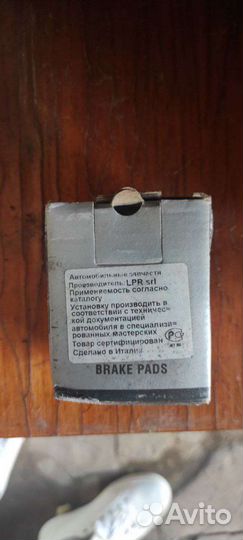 Автомобильные запчасти
Производитель: LPR srl
Применяемость согласно
каталогу
Установку производить в
соответствии с техничес-
кой документацией
автомобиля в специализи-
рованных мастерских
Товар сертифицирован
Сделано в Италии
BRAKE PADS
Avito